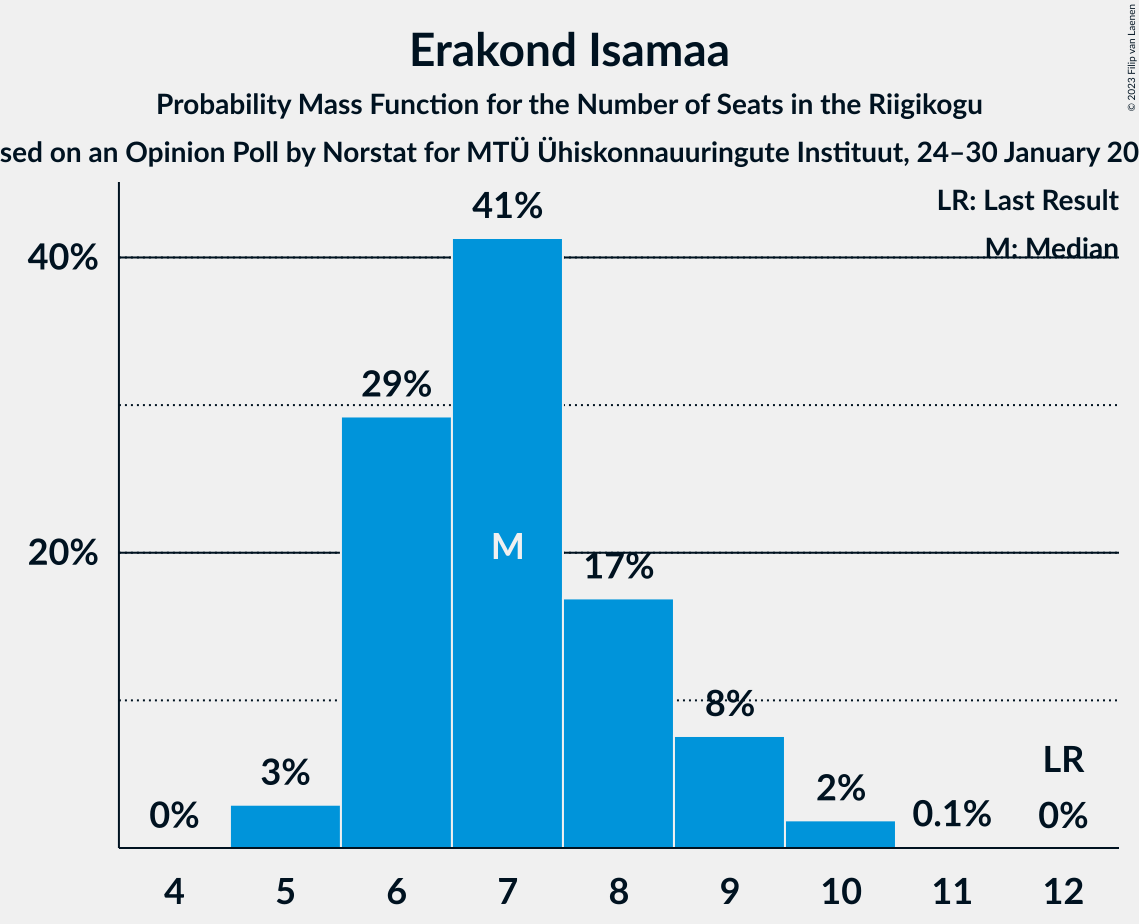 Erakond Isamaa
Probability Mass Function for the Number of Seats in the Riigikogu
sed on an Opinion Poll by Norstat for MTÜ Ühiskonnauuringute Instituut, 24–30 January 20
© 2023 Filip van Laenen
LR: Last Result
M: Median
41%
40%
29%
M
20%
17%
8%
LR
3%
2%
0%
0.1%
0%
4 5 6 7 8 9 10 11 12